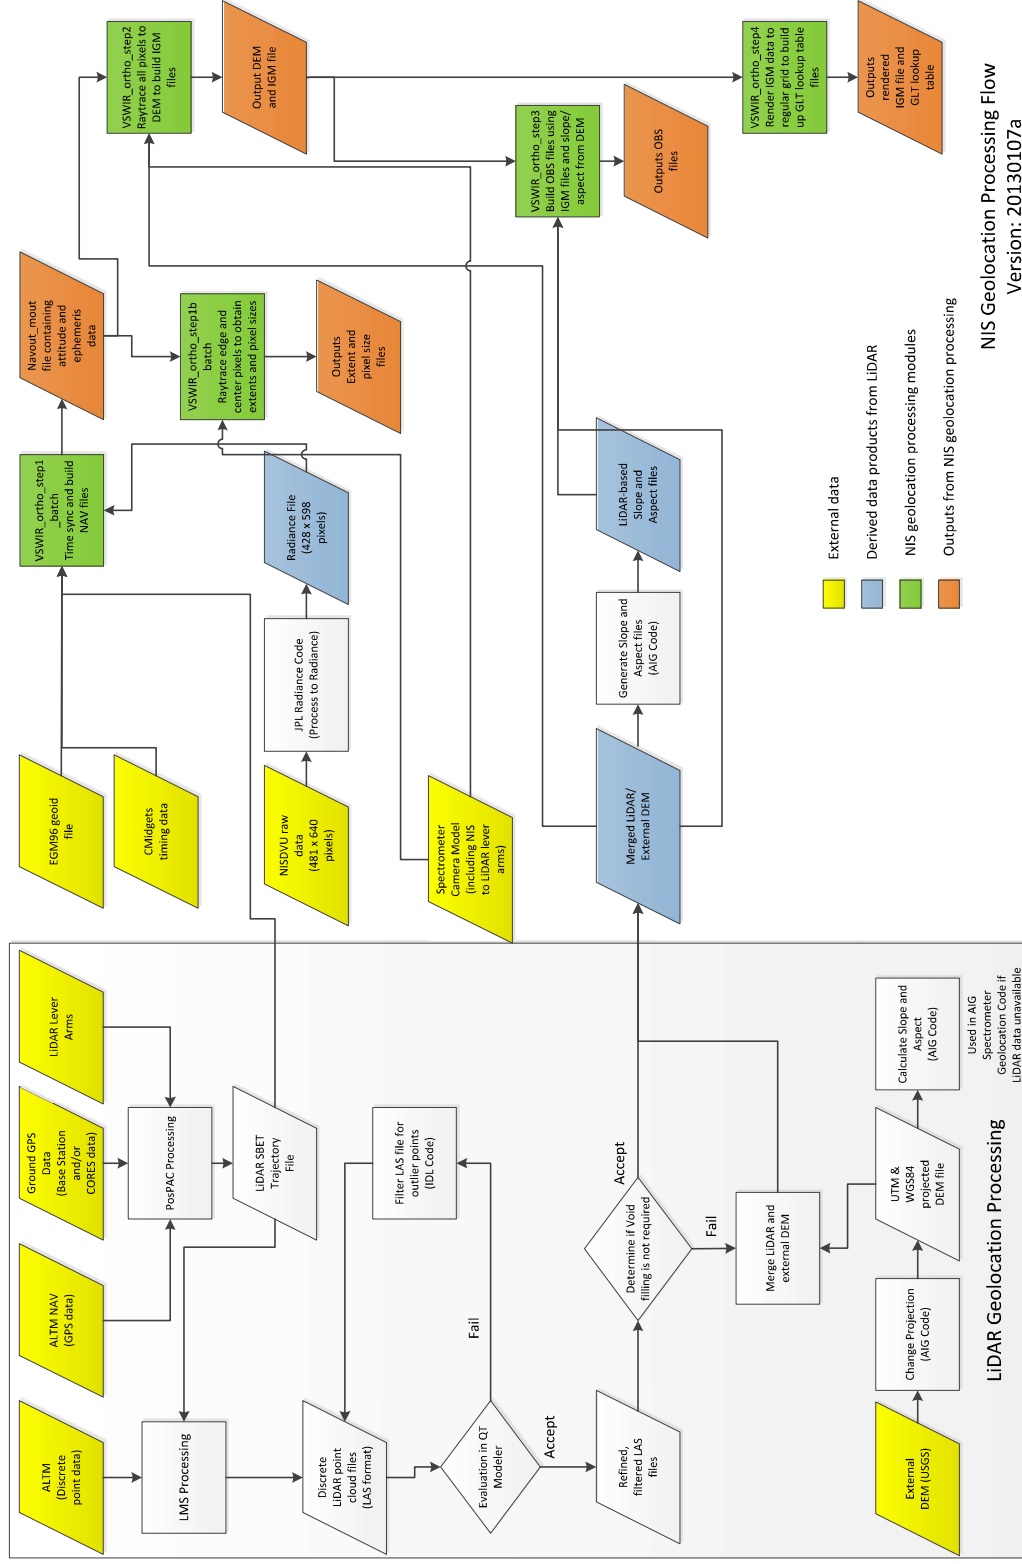 ALTM
(Discrete
point data)
ALTM NAV
(GPS data)
Ground GPS
Data
(Base Station
and/or
CORES data)
LiDAR Lever
Arms
LMS Processing
PosPAC Processing
LiDAR SBET
Trajectory
File
Discrete
LiDAR point
cloud files
(LAS format)
Filter LAS file for
outlier points
(IDL Code)
Evaluation in QT
Modeler
Fail
Accept
Refined,
filtered LAS
files
Determine if Void
filling is not required
Accept
Fail
Merge LiDAR and
external DEM
External
DEM (USGS)
Change Projection
(AIG Code)
UTM &
WGS84
projected
DEM file
Calculate Slope and
Aspect
(AIG Code)
Used in AIG
Spectrometer
Geolocation Code if
LiDAR data unavailable
LiDAR Geolocation Processing
EGM96 geoid
file
CMidgets
timing data
NISDVU raw
data
(481 x 640
pixels)
JPL Radiance Code
(Process to Radiance)
Radiance File
(428 x 598
pixels)
Spectrometer
Camera Model
(including NIS
to LiDAR lever
arms)
Merged LiDAR/
External DEM
Generate Slope and
Aspect files
(AIG Code)
LiDAR-based
Slope and
Aspect files
VSWIR_ortho_step1
_batch
Time sync and build
NAV files
Navout_mout
file containing
attitude and
ephemeris
data
VSWIR_ortho_step1b
_batch
Raytrace edge and
center pixels to obtain
extents and pixel sizes
Outputs
Extent and
pixel size
files
VSWIR_ortho_step2
Raytrace all pixels to
DEM to build IGM
files
Output DEM
and IGM file
VSWIR_ortho_step3
Build OBS files using
IGM files and slope/
aspect from DEM
Outputs OBS
files
VSWIR_ortho_step4
Render IGM data to
regular grid to build
up GLT lookup table
files
Outputs
rendered
IGM file and
GLT lookup
table
External data
Derived data products from LiDAR
NIS geolocation processing modules
Outputs from NIS geolocation processing
NIS Geolocation Processing Flow
Version: 20130107a